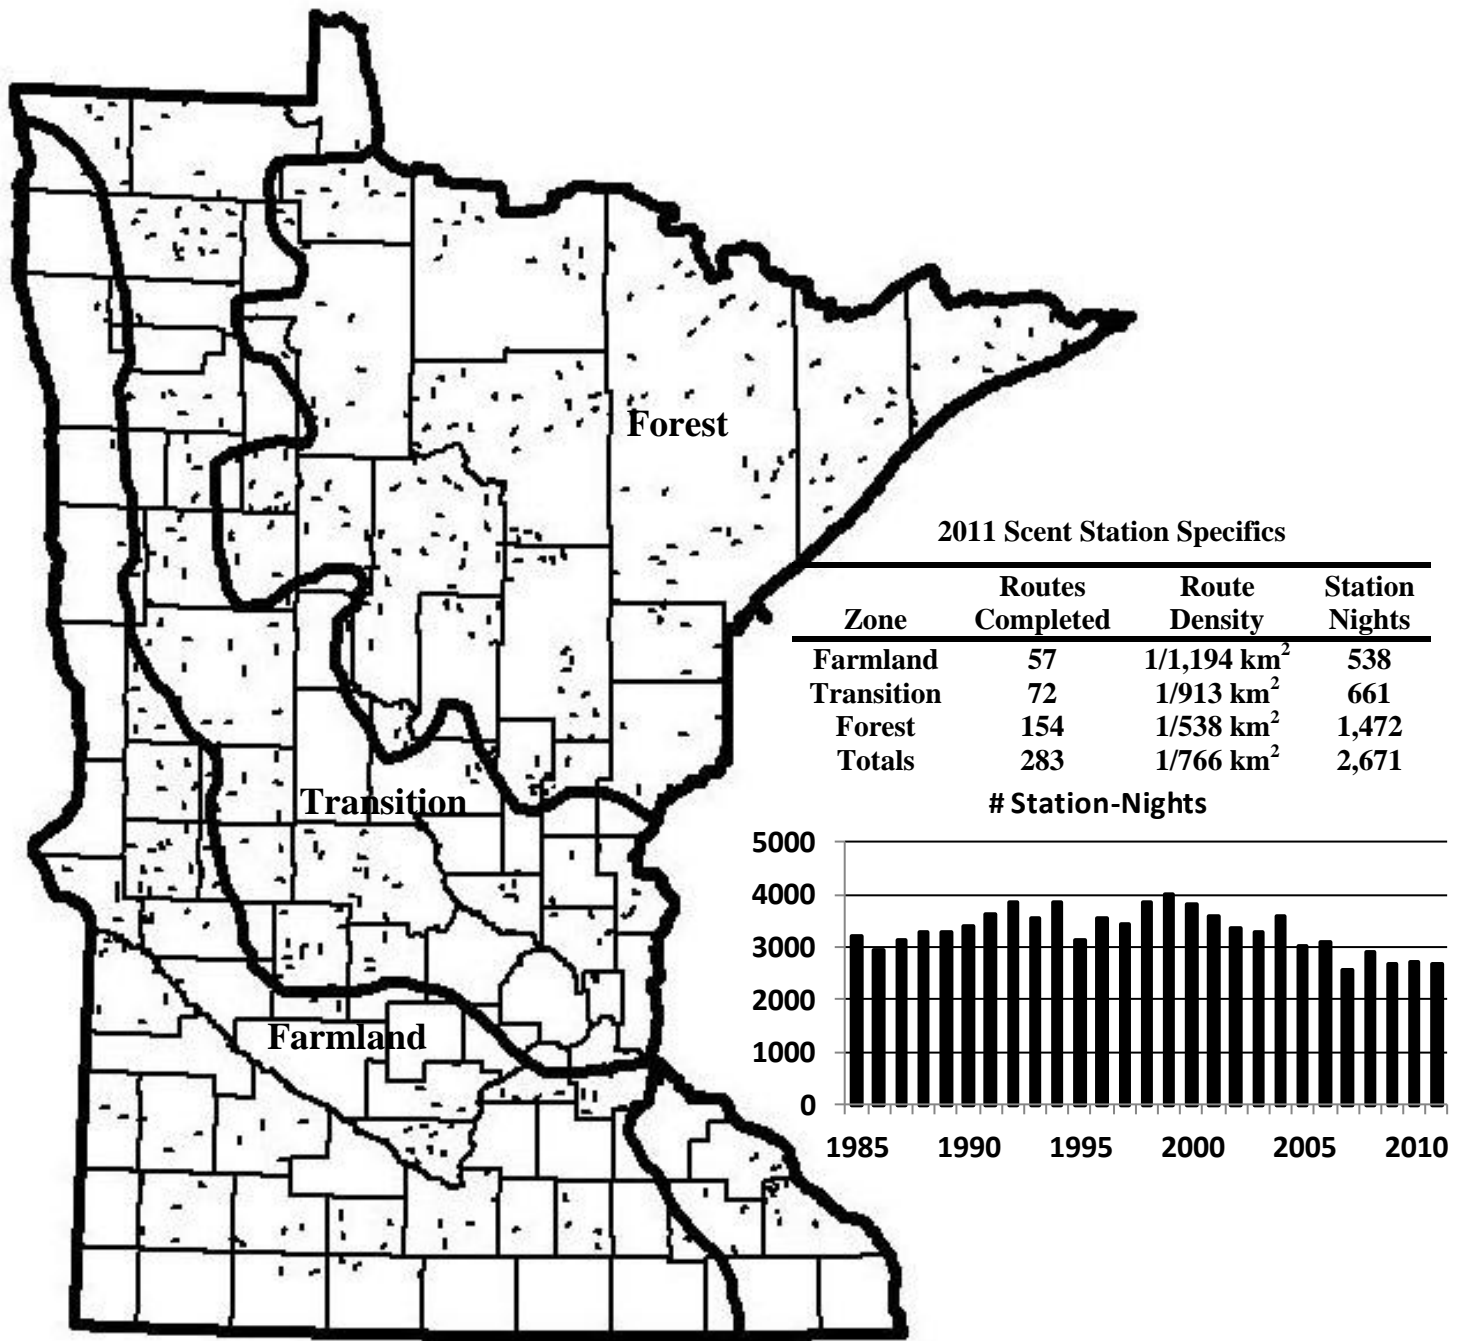 Forest
Transition
Farmland
2011 Scent Station Specifics
Routes Route Station
Zone Completed Density Nights
Farmland 57 1/1,194 km² 538
Transition 72 1/913 km² 661
Forest 154 1/538 km² 1,472
Totals 283 1/766 km² 2,671
# Station-Nights
5000
4000
3000
2000
1000
0
1985 1990 1995 2000 2005 2010